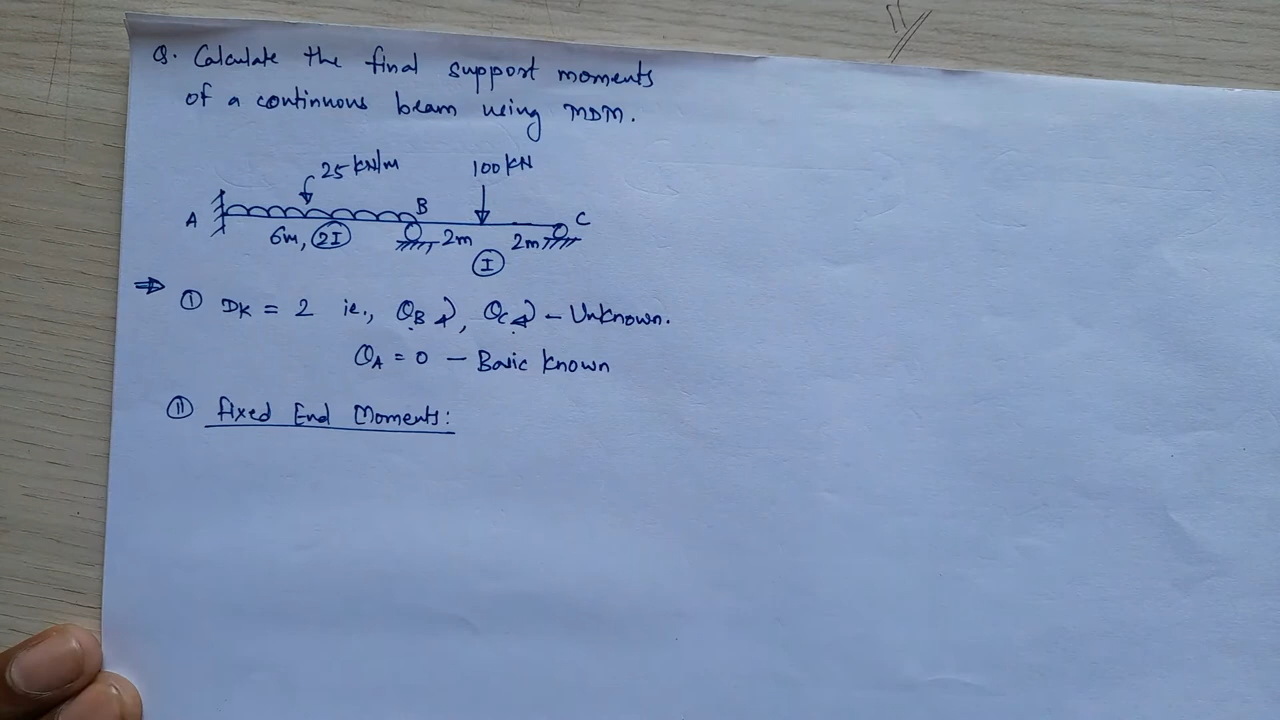 Q. Calculate the final support moments
of a continuous beam using MDM.
25 kN/m
100 kN
A
B
C
6m, 2I
2m
2m
I
⇒ ① DK = 2 ie., θB ⤵, θC ⤵ – Unknown.
θA = 0 – Basic known
② Fixed End Moments: